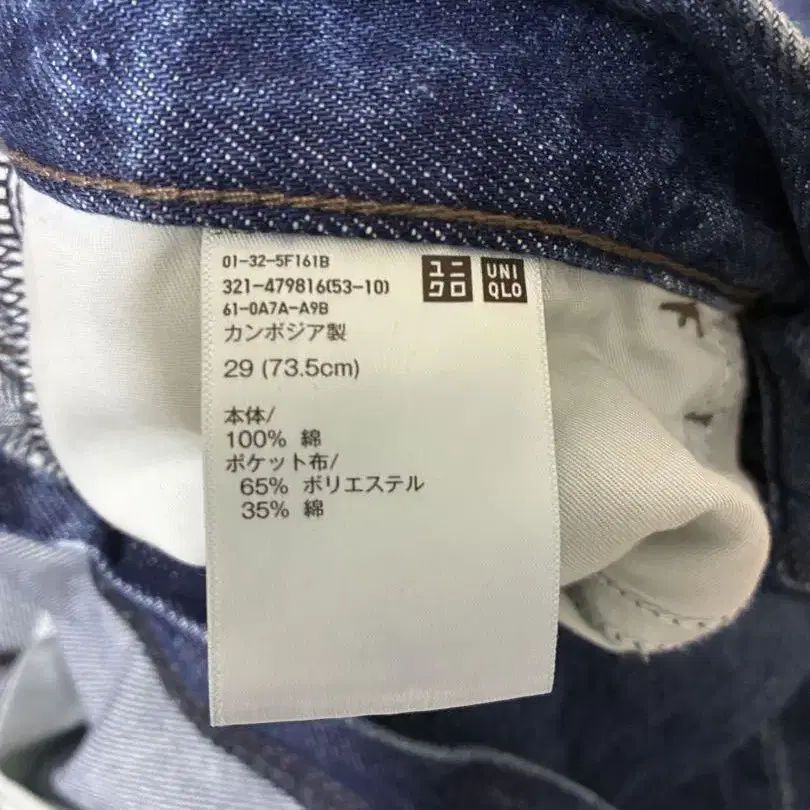 01-32-5F161B
321-479816(53-10)
61-0A7A-A9B
ユニ
クロ
UNI
QLO
カンボジア製
29 (73.5cm)
本体/
100% 綿
ポケット布/
65% ポリエステル
35% 綿